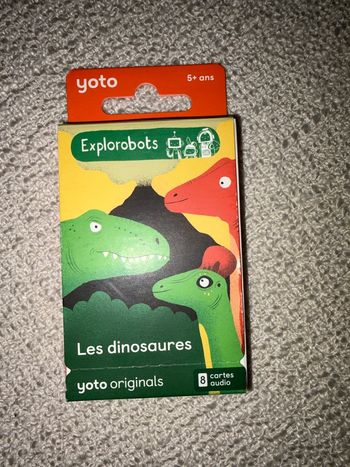 yoto
5+ ans
Explorobots
Les dinosaures
yoto originals
8 cartes
audio